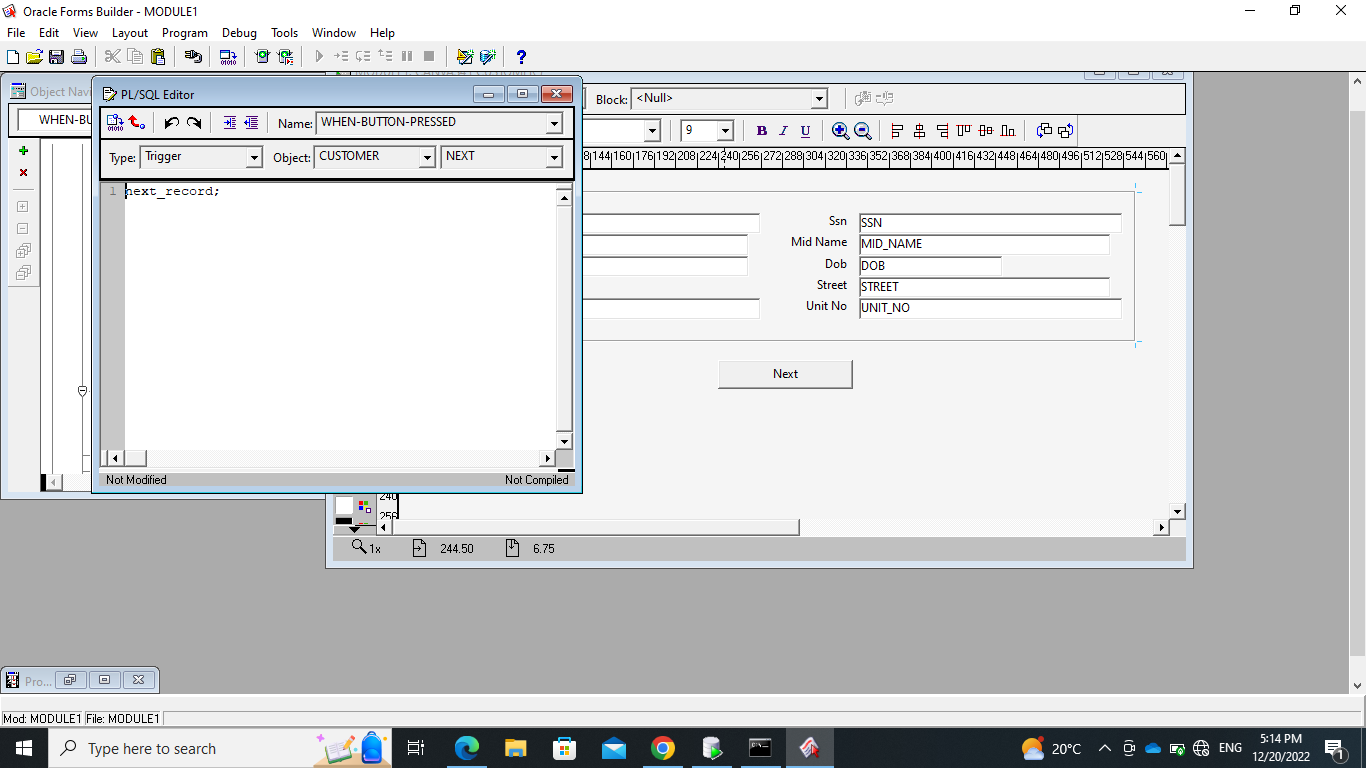 Oracle Forms Builder - MODULE1
File Edit View Layout Program Debug Tools Window Help
Object Navi
WHEN-BU
PL/SQL Editor
Name: WHEN-BUTTON-PRESSED
Type: Trigger Object: CUSTOMER NEXT
1 next_record;
Not Modified Not Compiled
Block: <Null>
9 B I U
144 160 176 192 208 224 240 256 272 288 304 320 336 352 368 384 400 416 432 448 464 480 496 512 528 544 560
Ssn SSN
Mid Name MID_NAME
Dob DOB
Street STREET
Unit No UNIT_NO
Next
240
256
1x 244.50 6.75
Pro...
Mod: MODULE1 File: MODULE1
Type here to search
20°C ENG 5:14 PM
12/20/2022
1